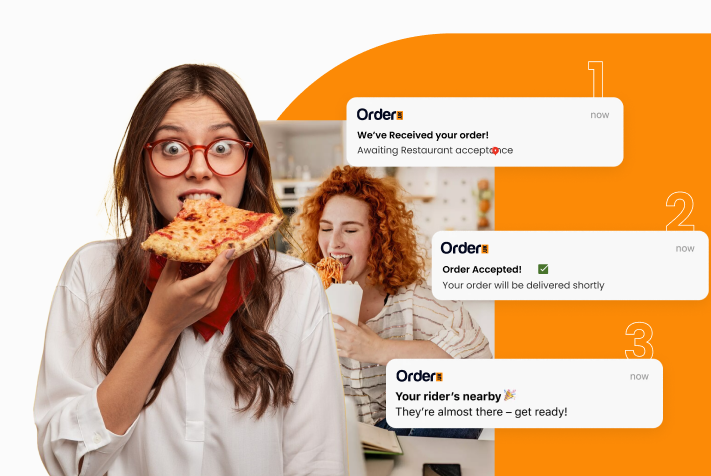 1
Order
now
We've Received your order!
Awaiting Restaurant acceptance
2
Order
now
Order Accepted!
Your order will be delivered shortly
3
Order
now
Your rider's nearby
They're almost there – get ready!